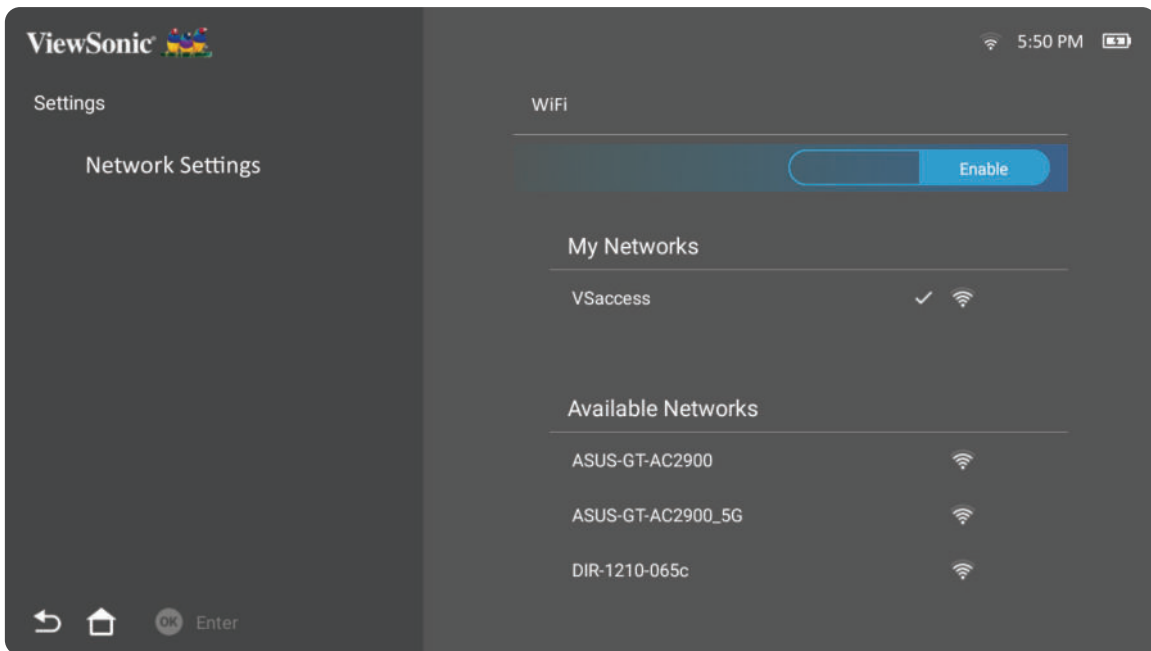 ViewSonic
5:50 PM
Settings
WiFi
Network Settings
Enable
My Networks
VSaccess
Available Networks
ASUS-GT-AC2900
ASUS-GT-AC2900_5G
DIR-1210-065c
OK Enter